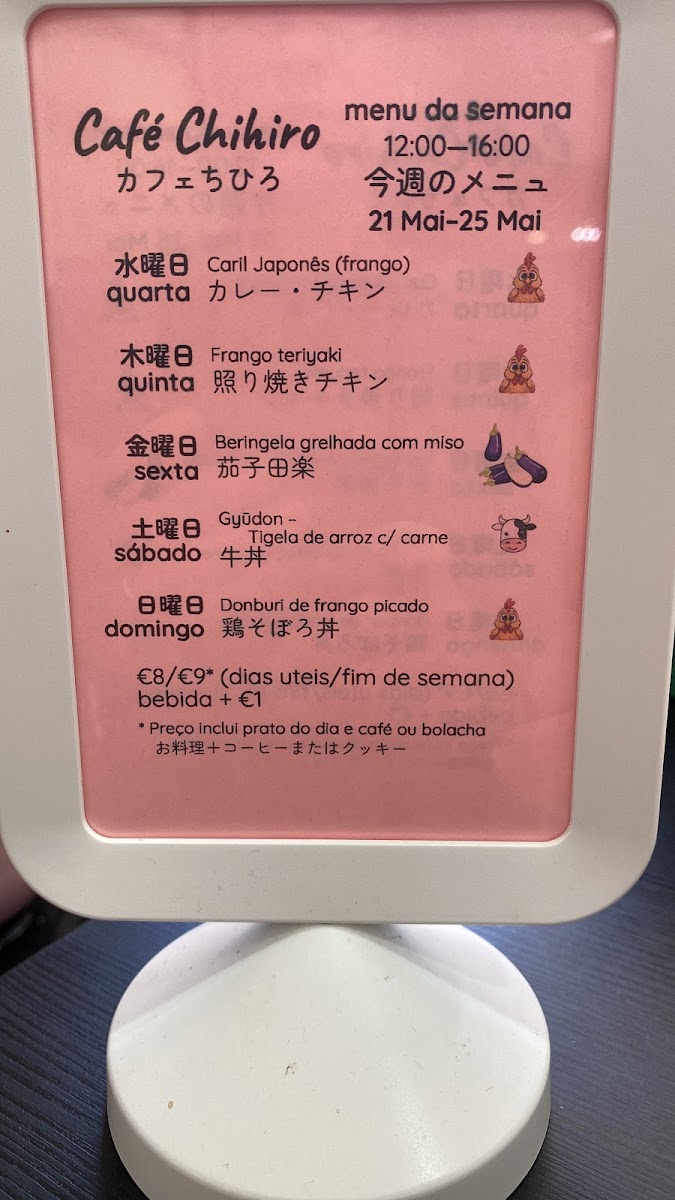 Café Chihiro
カフェちひろ
menu da semana
12:00—16:00
今週のメニュ
21 Mai–25 Mai
水曜日 Caril Japonês (frango)
quarta カレー・チキン
木曜日 Frango teriyaki
quinta 照り焼きチキン
金曜日 Beringela grelhada com miso
sexta 茄子田楽
土曜日 Gyūdon –
Tigela de arroz c/ carne
sábado 牛丼
日曜日 Donburi de frango picado
domingo 鶏そぼろ丼
€8/€9* (dias uteis/fim de semana)
bebida + €1
* Preço inclui prato do dia e café ou bolacha
お料理＋コーヒーまたはクッキー